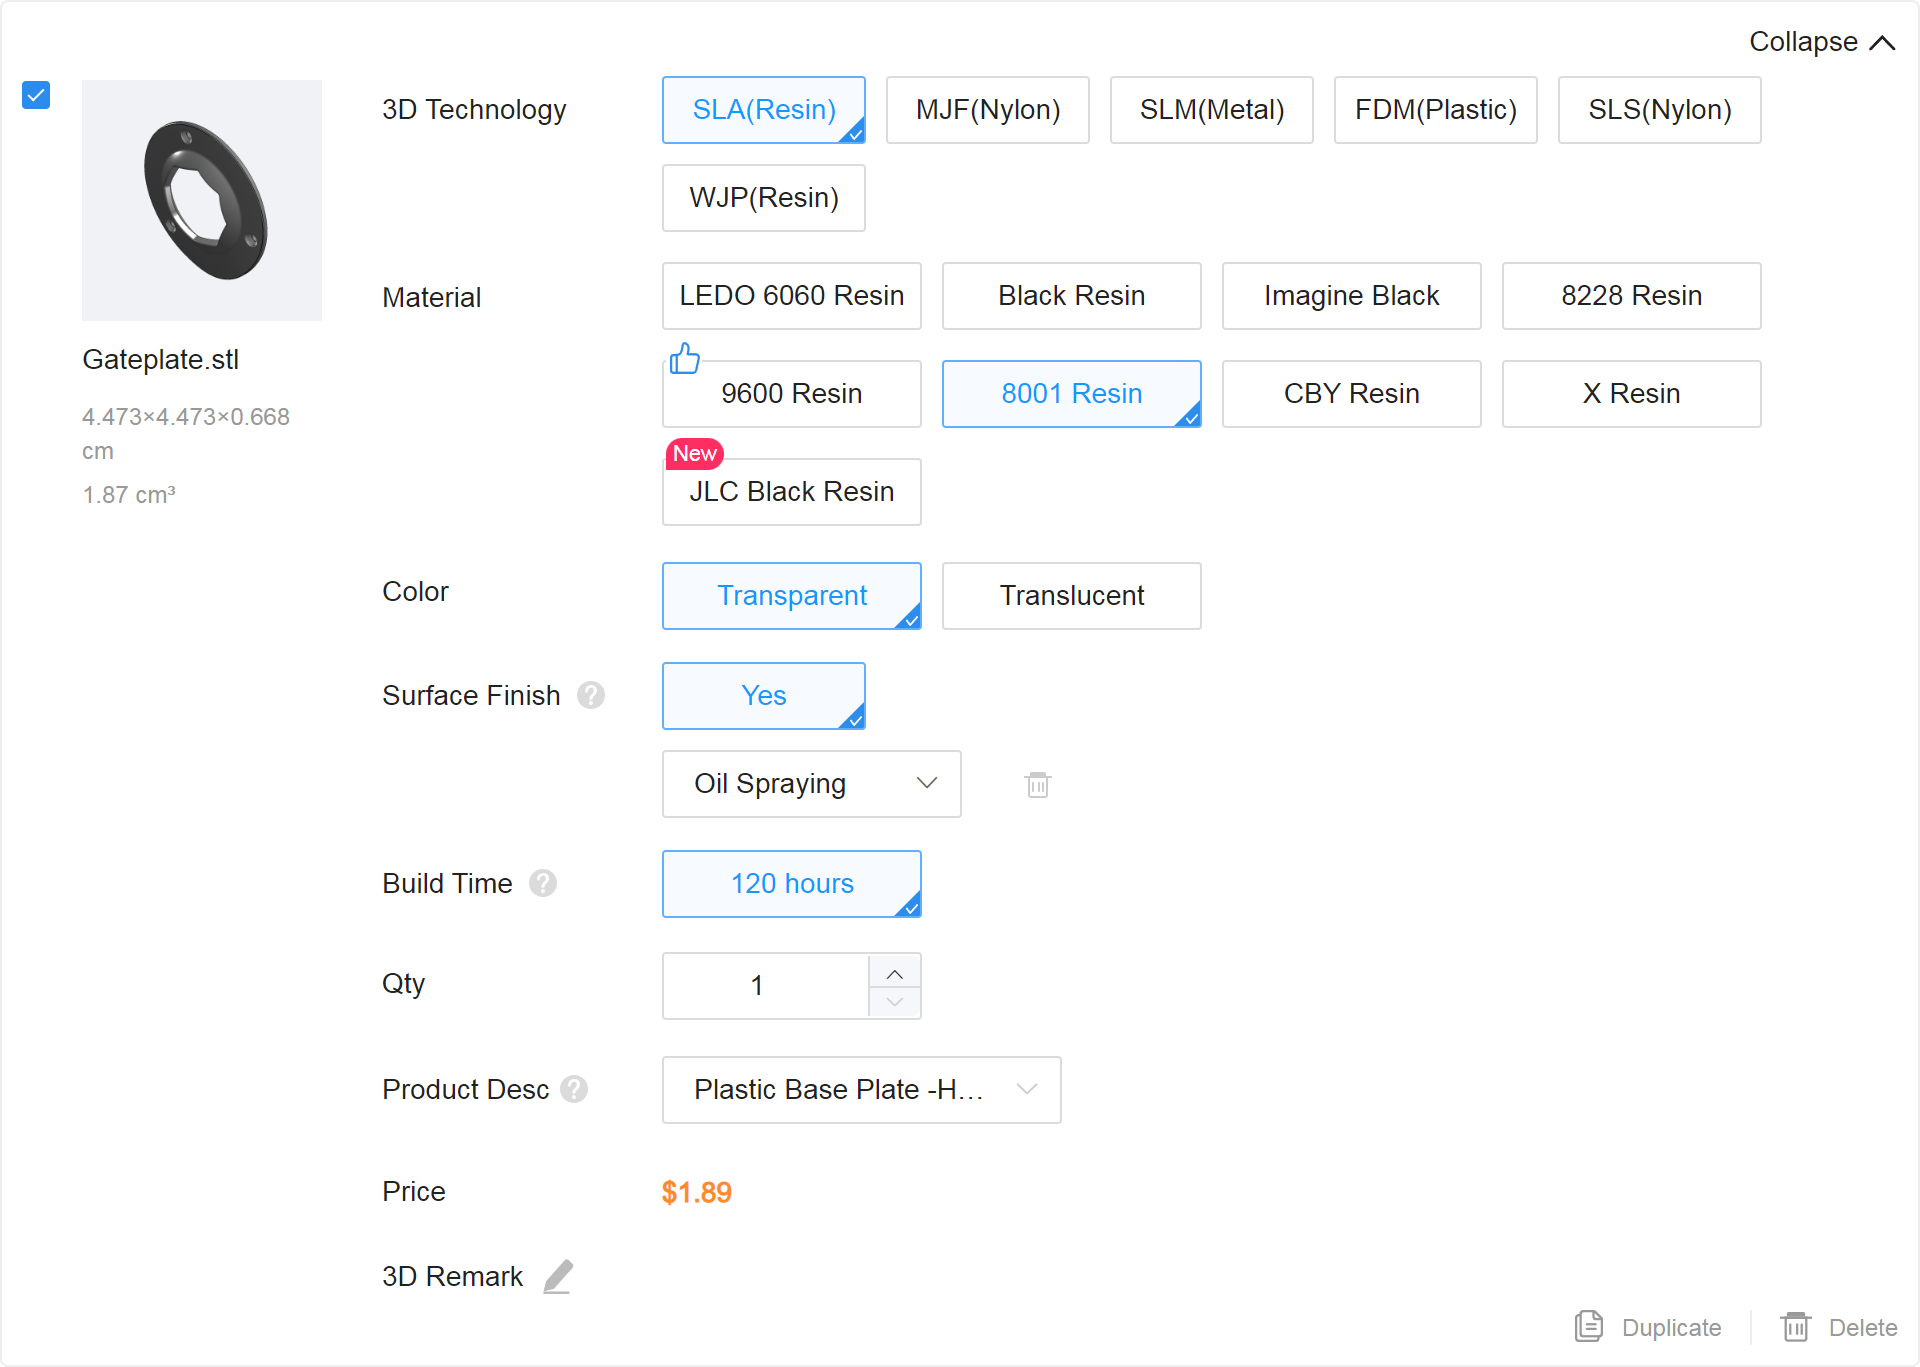 Collapse
3D Technology
SLA(Resin)
MJF(Nylon)
SLM(Metal)
FDM(Plastic)
SLS(Nylon)
WJP(Resin)
Gateplate.stl
4.473×4.473×0.668
cm
1.87 cm³
Material
LEDO 6060 Resin
Black Resin
Imagine Black
8228 Resin
9600 Resin
8001 Resin
CBY Resin
X Resin
New
JLC Black Resin
Color
Transparent
Translucent
Surface Finish ?
Yes
Oil Spraying
Build Time ?
120 hours
Qty
1
Product Desc ?
Plastic Base Plate -H...
Price
$1.89
3D Remark
Duplicate
Delete